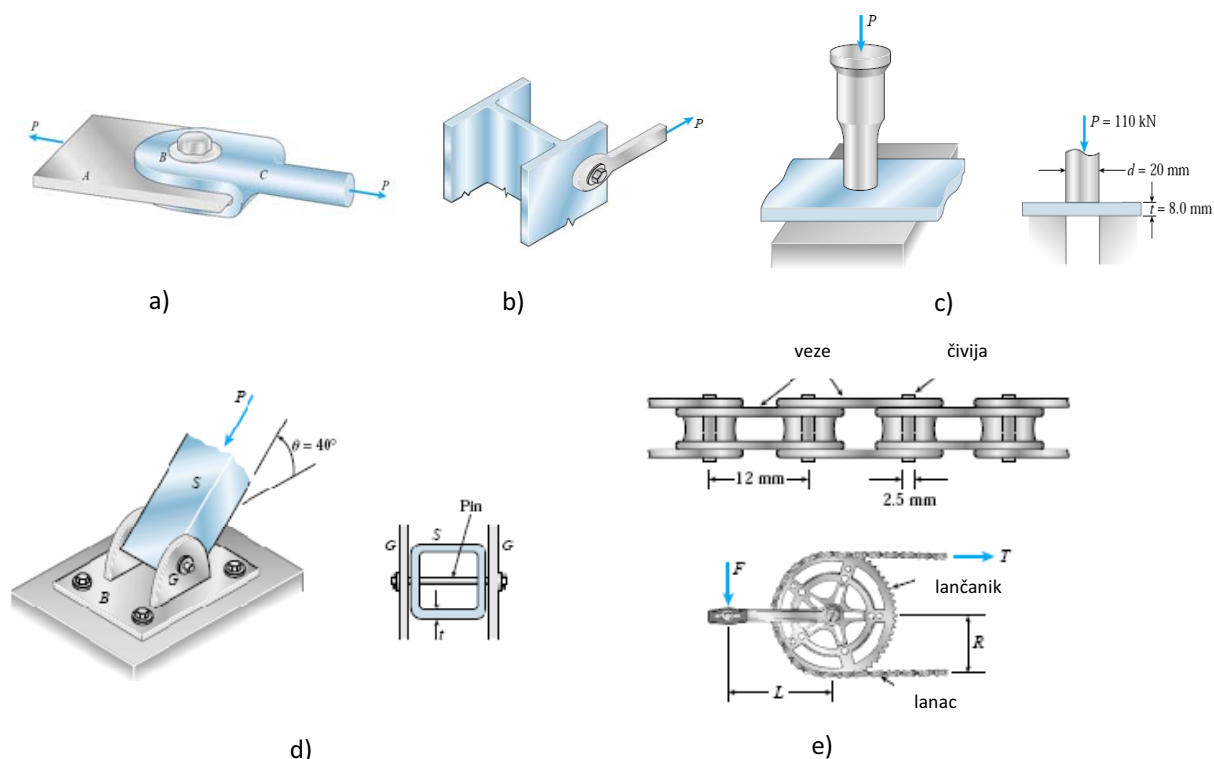 P
A
B
C
P
a)
P
b)
P
P = 110 kN
d = 20 mm
t = 8.0 mm
c)
P
θ = 40°
S
G
B
Pin
S
G
G
t
d)
veze
čivija
12 mm
2.5 mm
F
T
lančanik
R
L
lanac
e)